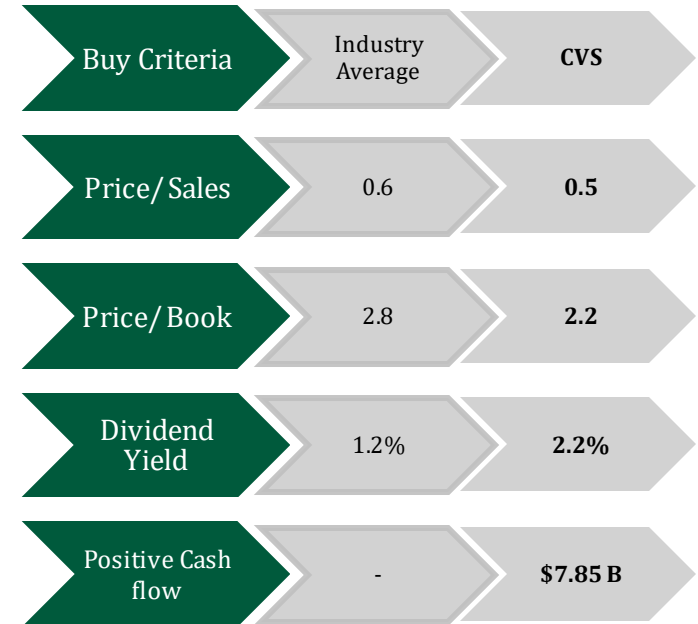 Buy Criteria
Industry
Average
CVS
Price/Sales
0.6
0.5
Price/Book
2.8
2.2
Dividend
Yield
1.2%
2.2%
Positive Cash
flow
-
$7.85 B